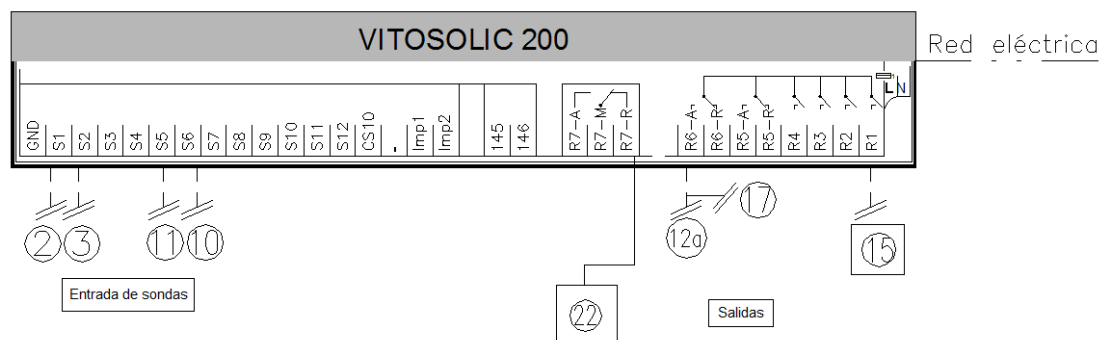 VITOSOLIC 200
Red eléctrica
L N
GND
S1
S2
S3
S4
S5
S6
S7
S8
S9
S10
S11
S12
CS10
-
Imp1
Imp2
145
146
R7-A
R7-M
R7-R
R6-A
R6-R
R5-A
R5-R
R4
R3
R2
R1
2
3
11
10
12a
17
15
22
Entrada de sondas
Salidas